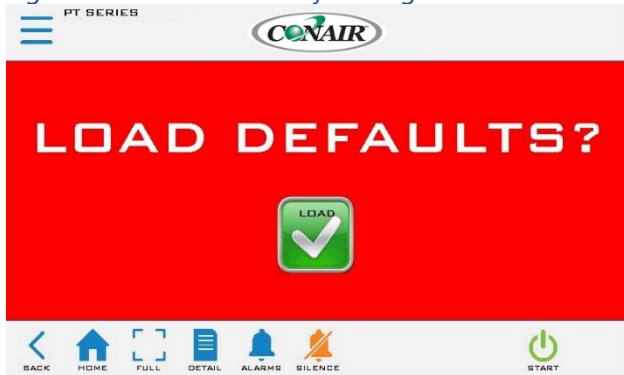 PT SERIES
CONAIR
LOAD DEFAULTS?
LOAD
BACK HOME FULL DETAIL ALARMS SILENCE START